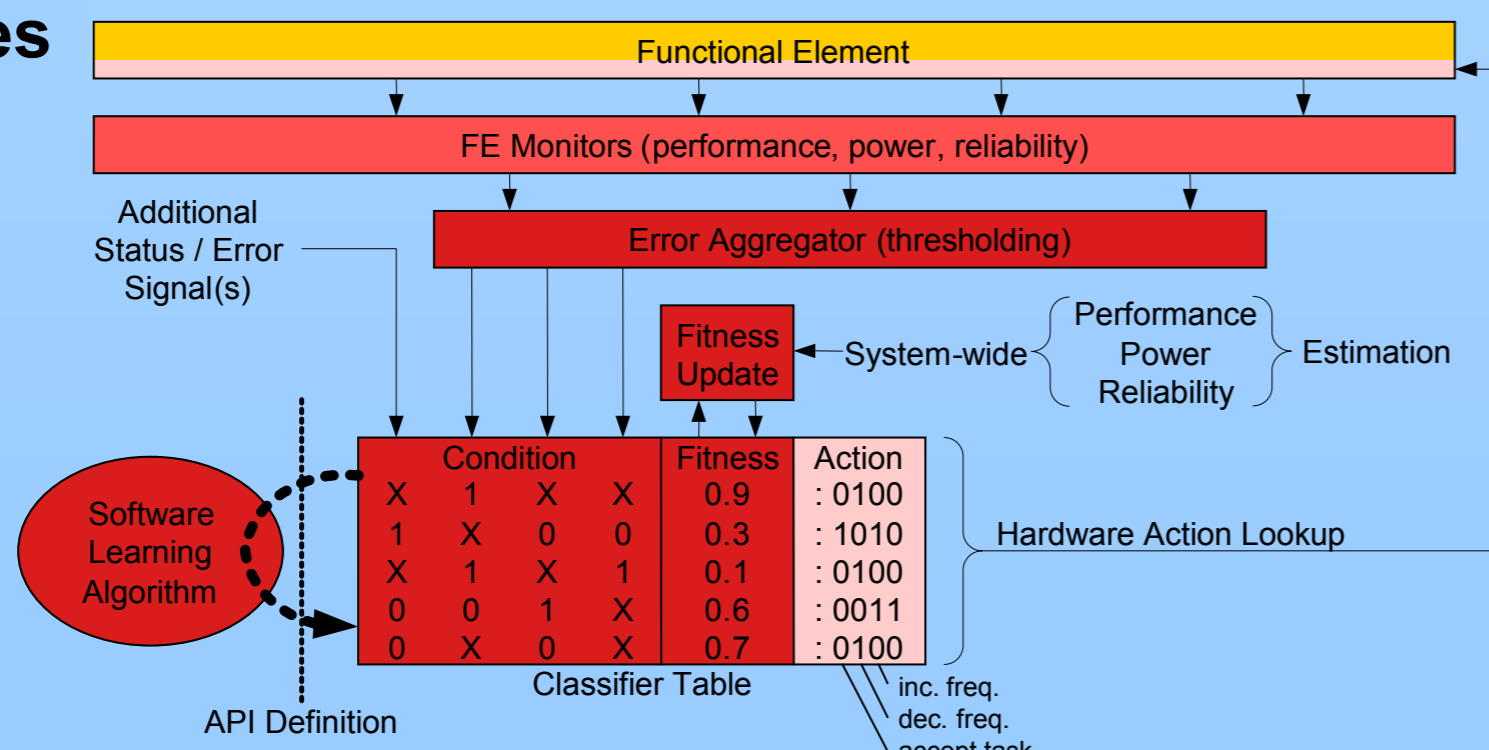 es
Functional Element
FE Monitors (performance, power, reliability)
Additional
Status / Error
Signal(s)
Error Aggregator (thresholding)
Fitness
Update
System-wide
Performance
Power
Reliability
Estimation
Software
Learning
Algorithm
Condition Fitness Action
X 1 X X 0.9 : 0100
1 X 0 0 0.3 : 1010
X 1 X 1 0.1 : 0100
0 0 1 X 0.6 : 0011
0 X 0 X 0.7 : 0100
Hardware Action Lookup
Classifier Table
API Definition
inc. freq.
dec. freq.
accept task